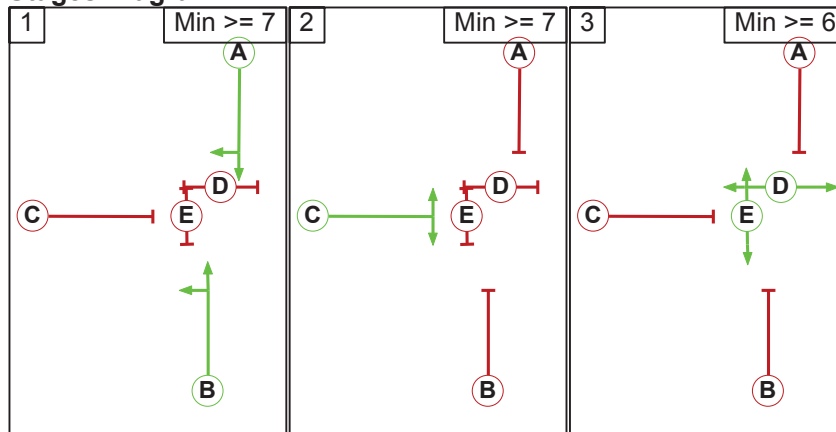 1 Min >= 7 2 Min >= 7 3 Min >= 6
A A A
D D D
C E C E C E
B B B